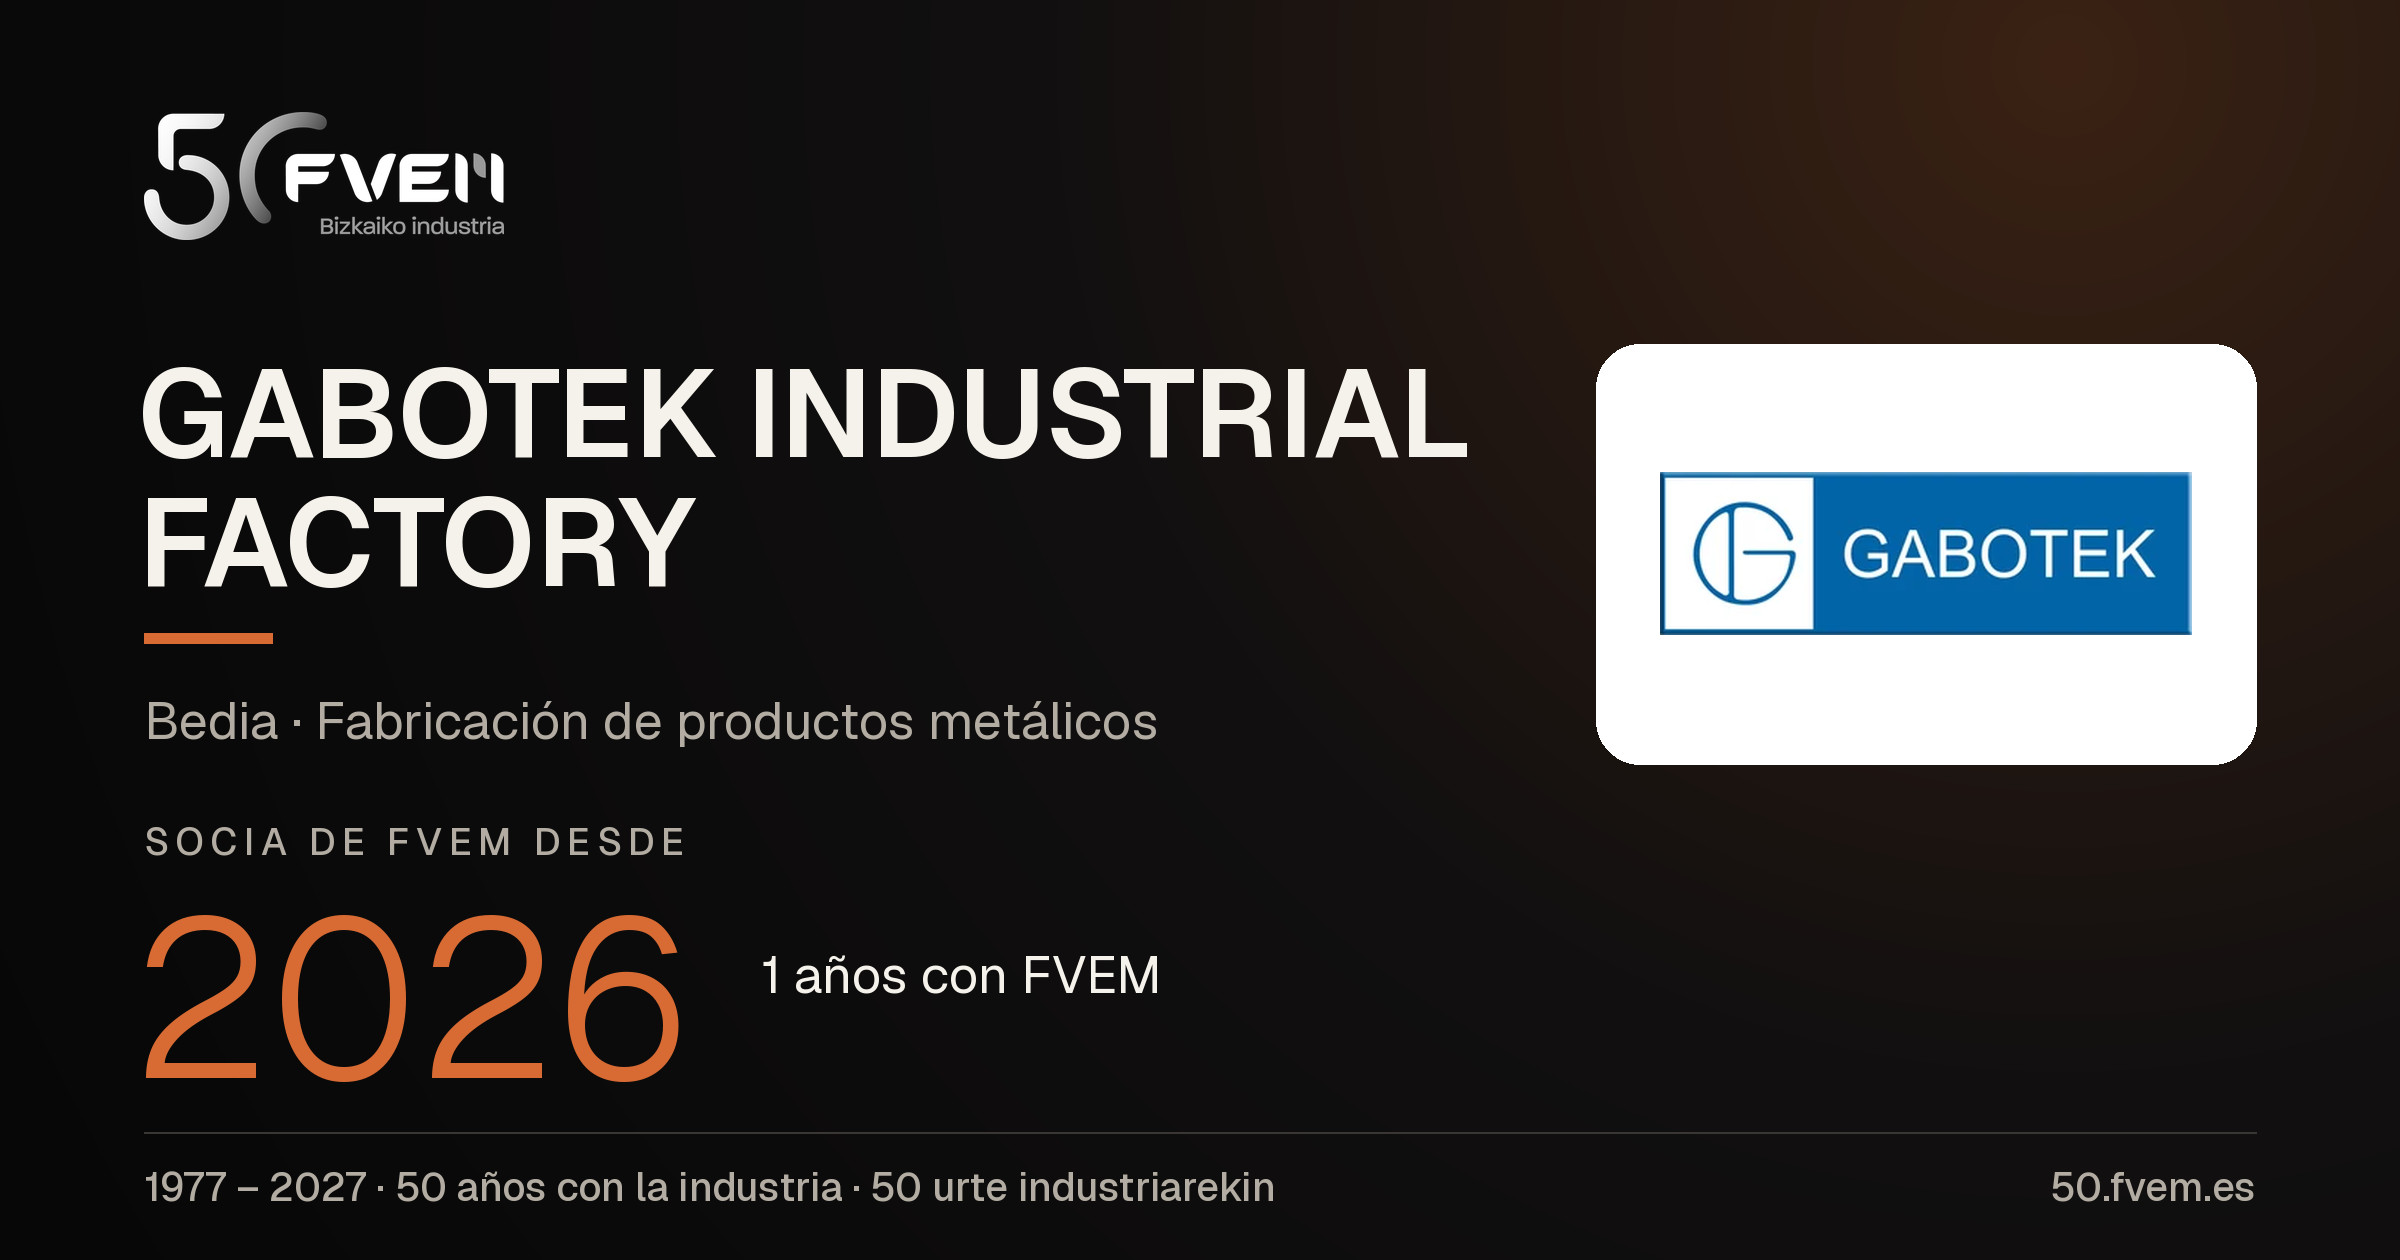 50 FVEM
Bizkaiko industria
GABOTEK INDUSTRIAL
FACTORY
GABOTEK
Bedia · Fabricación de productos metálicos
SOCIA DE FVEM DESDE
2026
1 años con FVEM
1977 – 2027 · 50 años con la industria · 50 urte industriarekin
50.fvem.es